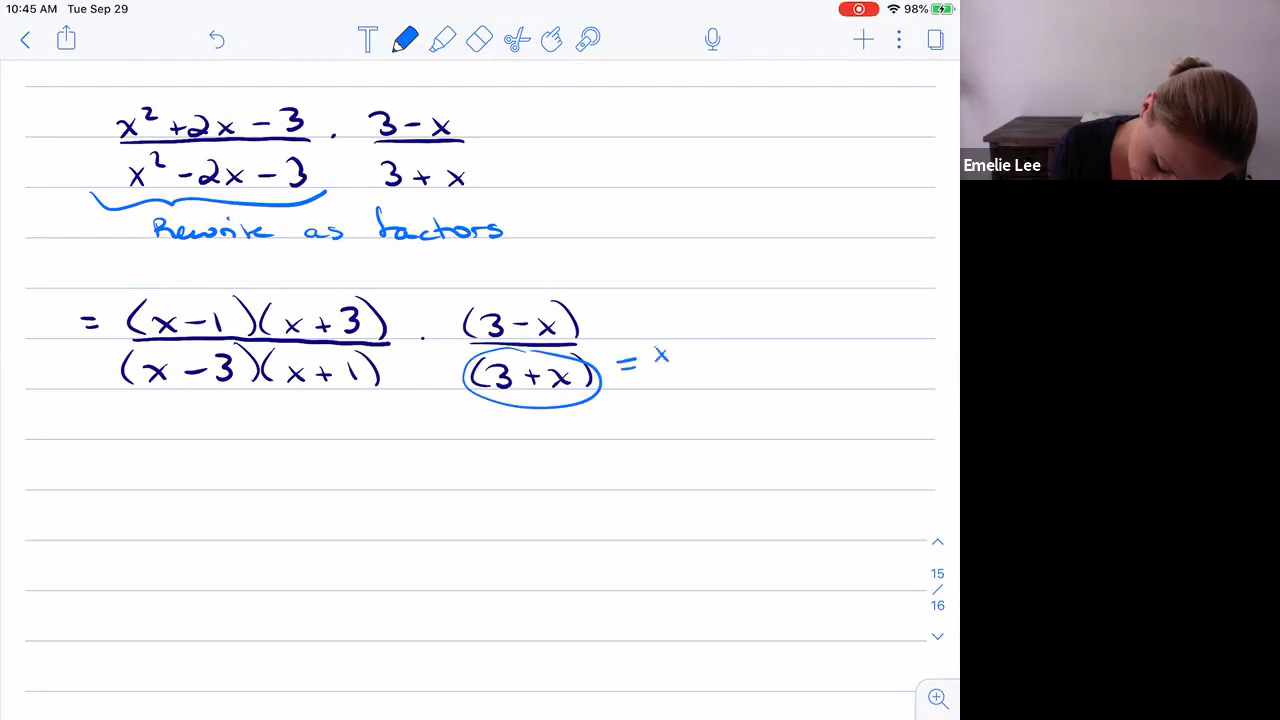 10:45 AM Tue Sep 29
98%
x² + 2x - 3 / x² - 2x - 3 · 3 - x / 3 + x
Rewrite as factors
= (x - 1)(x + 3) / (x - 3)(x + 1) · (3 - x) / (3 + x) = x
15
/
16
Emelie Lee